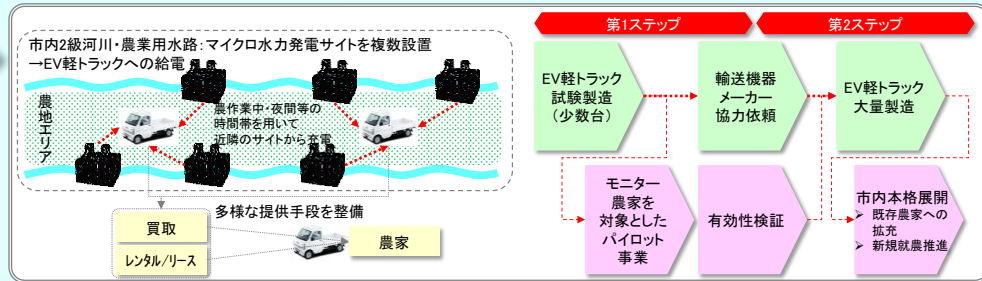 市内2級河川・農業用水路：マイクロ水力発電サイトを複数設置
→EV軽トラックへの給電
農地エリア
農作業中・夜間等の
時間帯を用いて
近隣のサイトから充電
多様な提供手段を整備
買取
レンタル/リース
農家
第1ステップ
第2ステップ
EV軽トラック
試験製造
（少数台）
輸送機器
メーカー
協力依頼
EV軽トラック
大量製造
モニター
農家を
対象とした
パイロット
事業
有効性検証
市内本格展開
➢ 既存農家への
拡充
➢ 新規就農推進